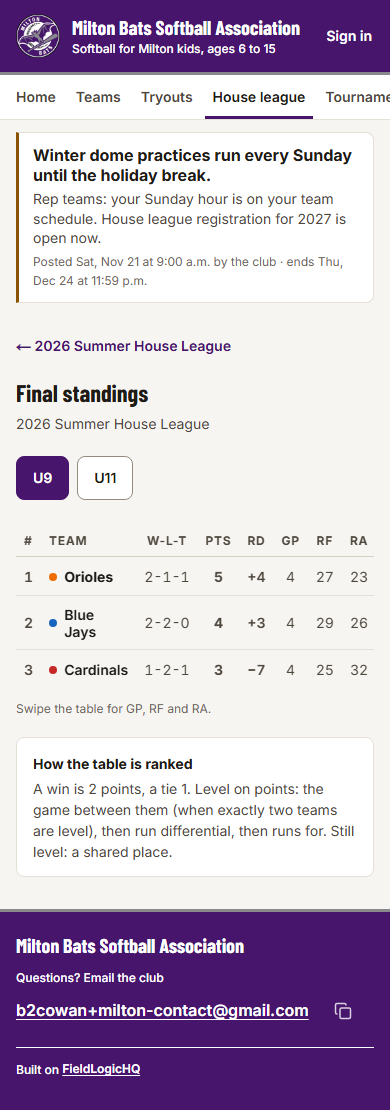 Milton Bats Softball Association
Softball for Milton kids, ages 6 to 15
Sign in
Home Teams Tryouts House league Tourname
Winter dome practices run every Sunday
until the holiday break.
Rep teams: your Sunday hour is on your team
schedule. House league registration for 2027 is
open now.
Posted Sat, Nov 21 at 9:00 a.m. by the club · ends Thu,
Dec 24 at 11:59 p.m.
← 2026 Summer House League
Final standings
2026 Summer House League
U9 U11
# TEAM W-L-T PTS RD GP RF RA
1 Orioles 2-1-1 5 +4 4 27 23
2 Blue Jays 2-2-0 4 +3 4 29 26
3 Cardinals 1-2-1 3 −7 4 25 32
Swipe the table for GP, RF and RA.
How the table is ranked
A win is 2 points, a tie 1. Level on points: the
game between them (when exactly two teams
are level), then run differential, then runs for. Still
level: a shared place.
Milton Bats Softball Association
Questions? Email the club
b2cowan+milton-contact@gmail.com
Built on FieldLogicHQ